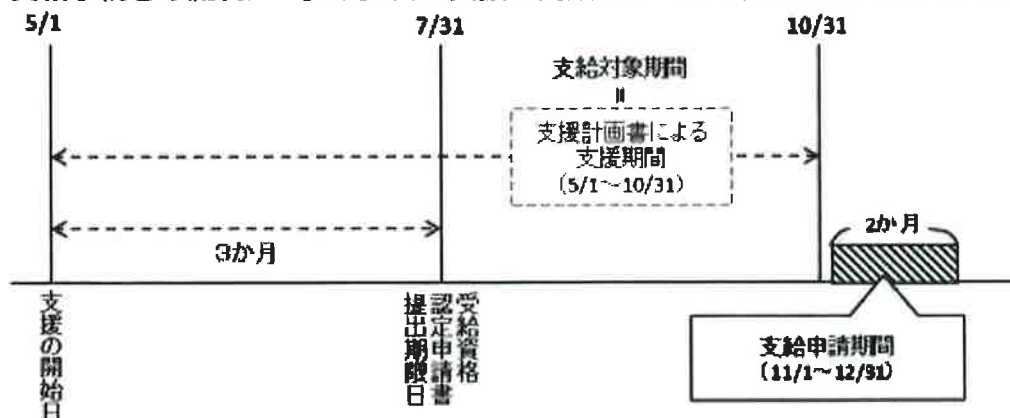 5/1
7/31
10/31
支給対象期間
=
支援計画書による
支援期間
(5/1～10/31)
3か月
2か月
支援の開始日
受給資格
認定申請書
提出期限日
支給申請期間
(11/1～12/31)